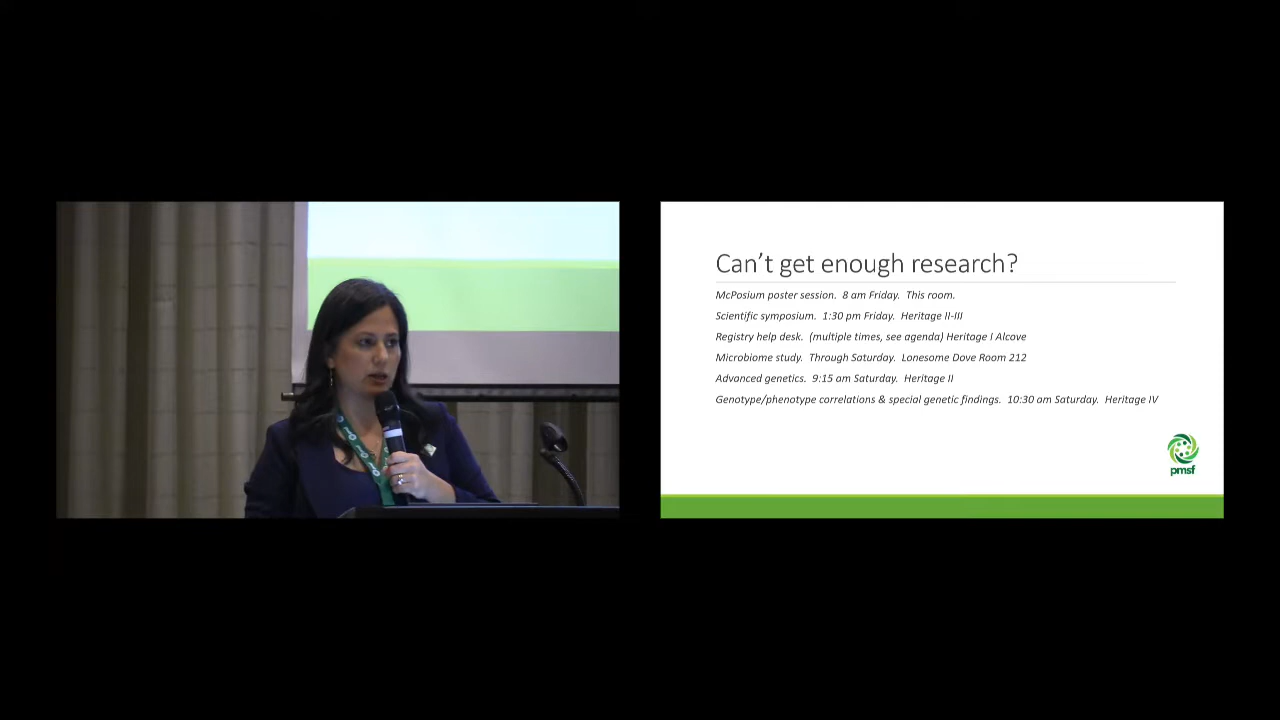 Can't get enough research?
McPosium poster session.  8 am Friday.  This room.
Scientific symposium.  1:30 pm Friday.  Heritage II-III
Registry help desk.  (multiple times, see agenda) Heritage I Alcove
Microbiome study.  Through Saturday.  Lonesome Dove Room 212
Advanced genetics.  9:15 am Saturday.  Heritage II
Genotype/phenotype correlations & special genetic findings.  10:30 am Saturday.  Heritage IV
pmsf